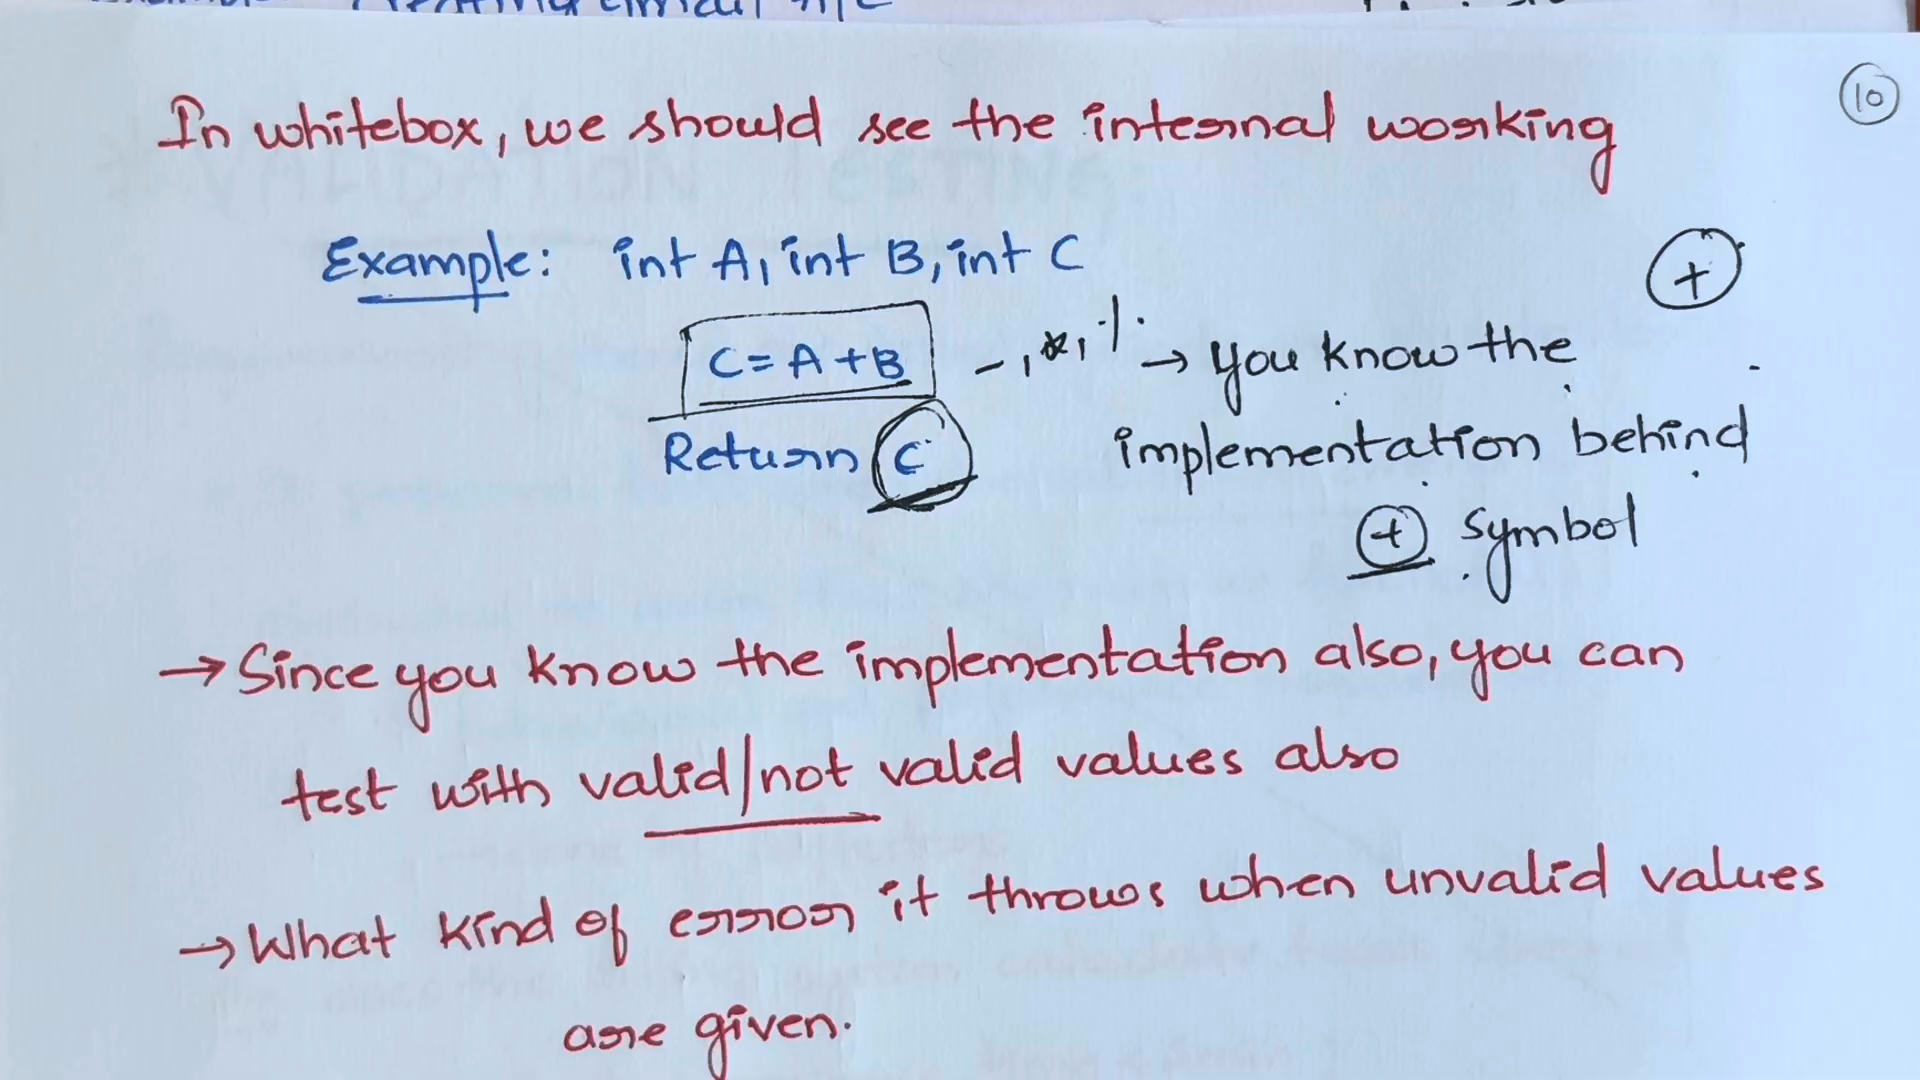 10
In whitebox, we should see the internal working
Example: int A, int B, int C
+
C = A + B -, *, % → you know the
Return C implementation behind
+ symbol
→ Since you know the implementation also, you can
test with valid/not valid values also
→ What kind of error it throws when unvalid values
are given.